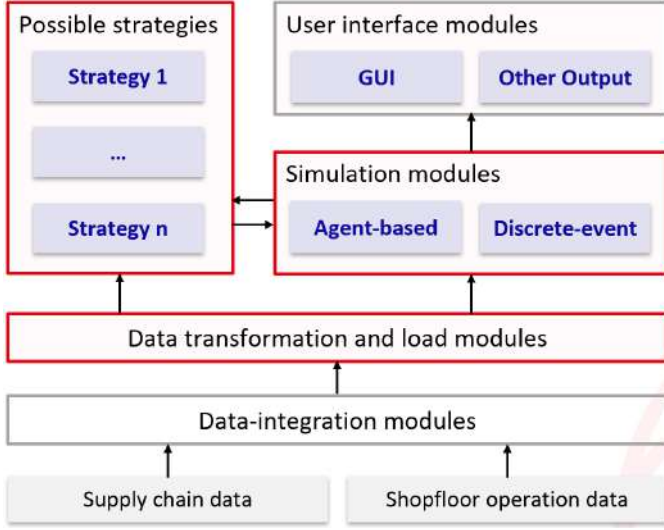 Possible strategies
Strategy 1
...
Strategy n
User interface modules
GUI
Other Output
Simulation modules
Agent-based
Discrete-event
Data transformation and load modules
Data-integration modules
Supply chain data
Shopfloor operation data